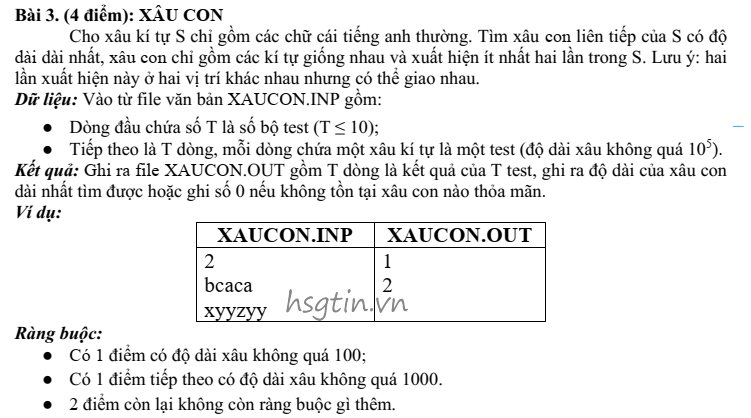 Bài 3. (4 điểm): XÂU CON
Cho xâu kí tự S chỉ gồm các chữ cái tiếng anh thường. Tìm xâu con liên tiếp của S có độ
dài dài nhất, xâu con chỉ gồm các kí tự giống nhau và xuất hiện ít nhất hai lần trong S. Lưu ý: hai
lần xuất hiện này ở hai vị trí khác nhau nhưng có thể giao nhau.
Dữ liệu: Vào từ file văn bản XAUCON.INP gồm:
● Dòng đầu chứa số T là số bộ test (T ≤ 10);
● Tiếp theo là T dòng, mỗi dòng chứa một xâu kí tự là một test (độ dài xâu không quá 10⁵).
Kết quả: Ghi ra file XAUCON.OUT gồm T dòng là kết quả của T test, ghi ra độ dài của xâu con
dài nhất tìm được hoặc ghi số 0 nếu không tồn tại xâu con nào thỏa mãn.
Ví dụ:
XAUCON.INP XAUCON.OUT
2 1
bcaca 2
xyyzyy
hsgtin.vn
Ràng buộc:
● Có 1 điểm có độ dài xâu không quá 100;
● Có 1 điểm tiếp theo có độ dài xâu không quá 1000.
● 2 điểm còn lại không còn ràng buộc gì thêm.